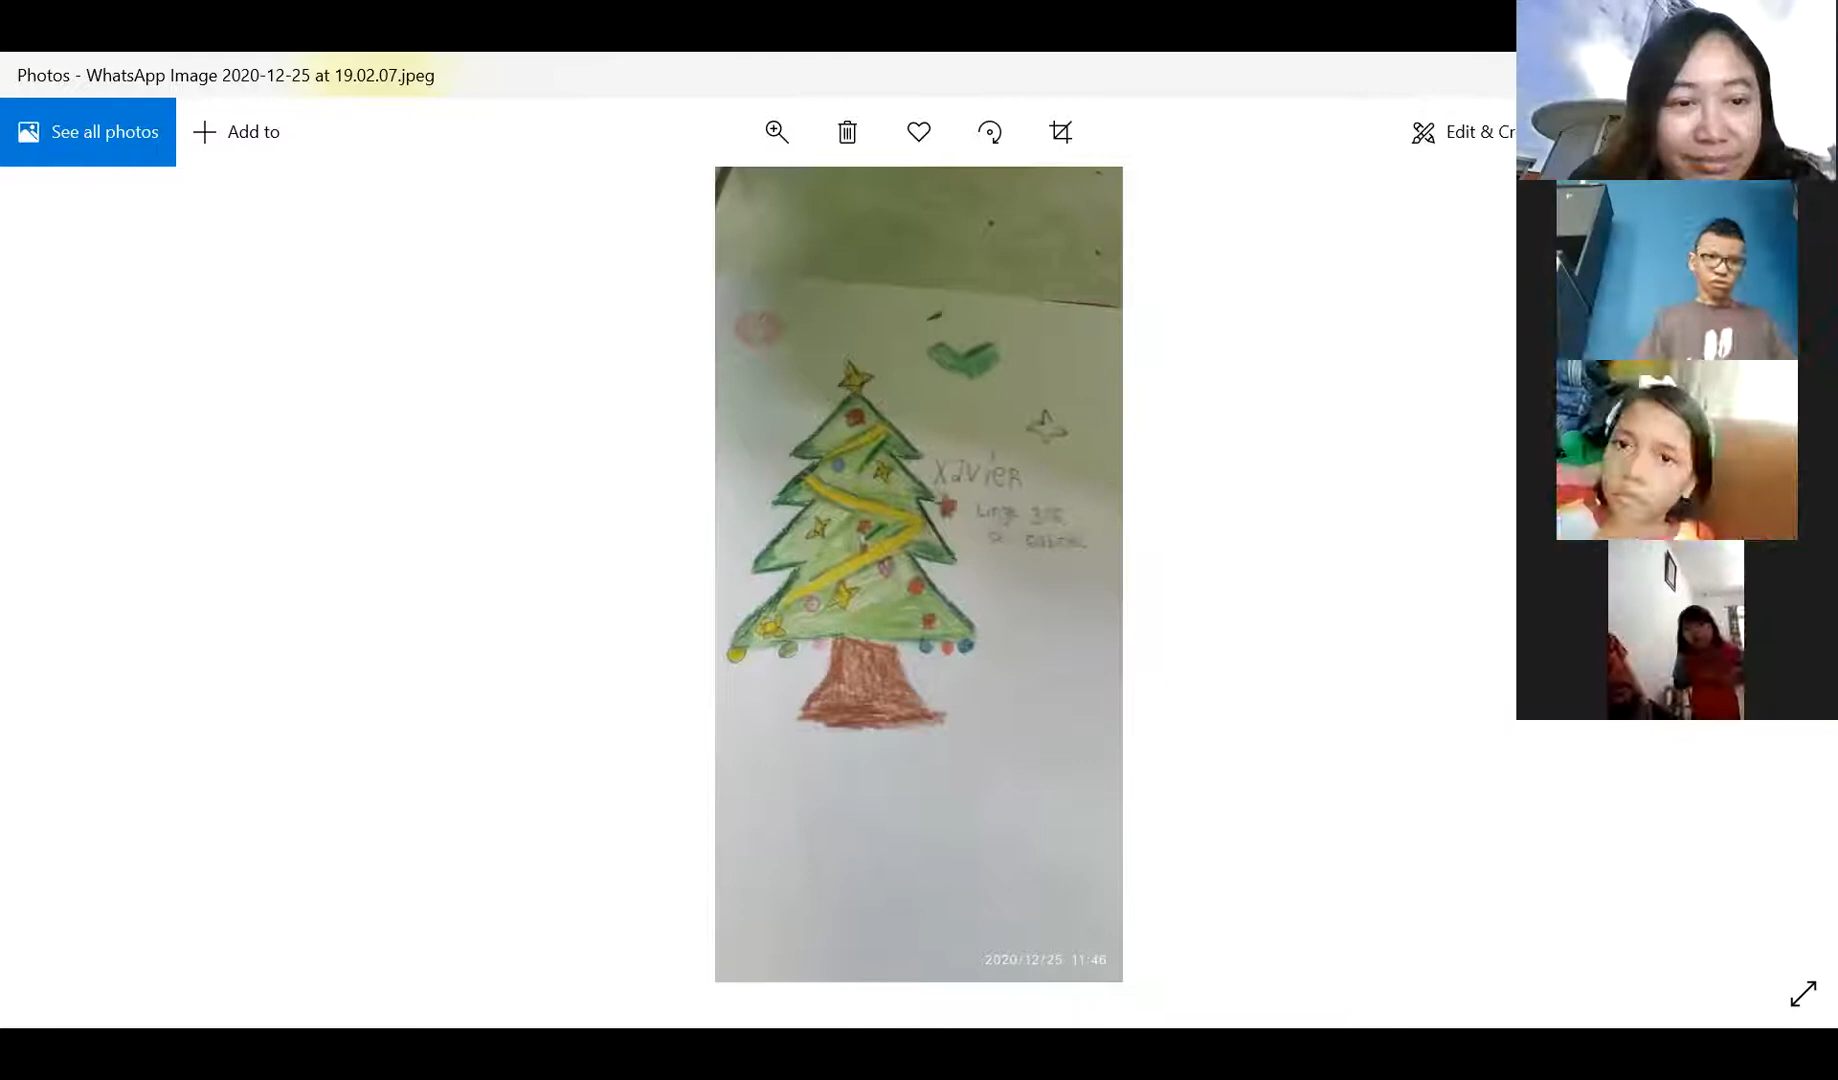 Photos - WhatsApp Image 2020-12-25 at 19.02.07.jpeg
See all photos
Add to
Edit & Cr
Xavier
2020/12/25 11:46